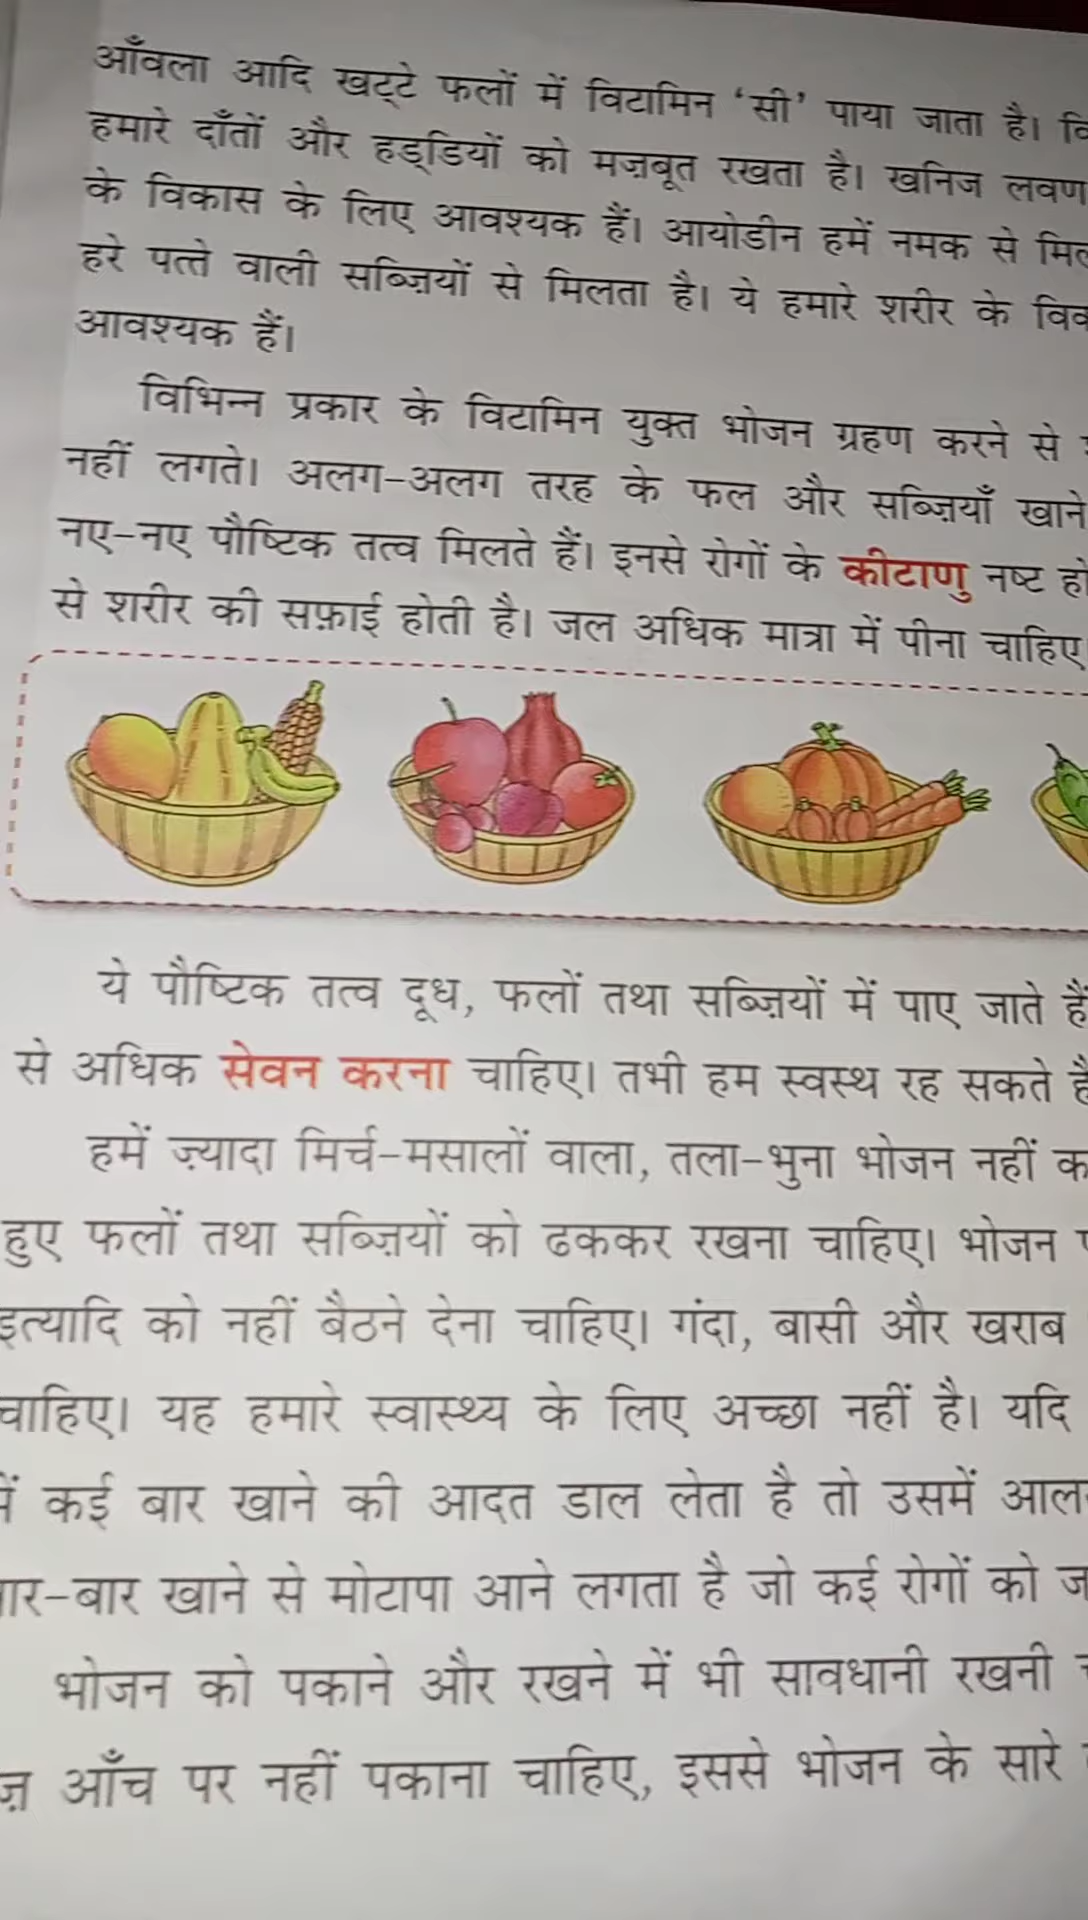 आँवला आदि खट्टे फलों में विटामिन ‘सी’ पाया जाता है।
हमारे दाँतों और हड्डियों को मज़बूत रखता है। खनिज लवण
के विकास के लिए आवश्यक हैं। आयोडीन हमें नमक से
हरे पत्ते वाली सब्ज़ियों से मिलता है। ये हमारे शरीर के
आवश्यक हैं।
विभिन्न प्रकार के विटामिन युक्त भोजन ग्रहण करने से
नहीं लगते। अलग-अलग तरह के फल और सब्ज़ियाँ खाने
नए-नए पौष्टिक तत्व मिलते हैं। इनसे रोगों के कीटाणु नष्ट
से शरीर की सफ़ाई होती है। जल अधिक मात्रा में पीना चाहिए
ये पौष्टिक तत्व दूध, फलों तथा सब्ज़ियों में पाए जाते हैं
से अधिक सेवन करना चाहिए। तभी हम स्वस्थ रह सकते
हमें ज़्यादा मिर्च-मसालों वाला, तला-भुना भोजन नहीं
हुए फलों तथा सब्ज़ियों को ढककर रखना चाहिए। भोजन
इत्यादि को नहीं बैठने देना चाहिए। गंदा, बासी और खराब
चाहिए। यह हमारे स्वास्थ्य के लिए अच्छा नहीं है। यदि
में कई बार खाने की आदत डाल लेता है तो उसमें
खाने से मोटापा आने लगता है जो कई रोगों को
भोजन को पकाने और रखने में भी सावधानी रखनी
आँच पर नहीं पकाना चाहिए, इससे भोजन के सारे